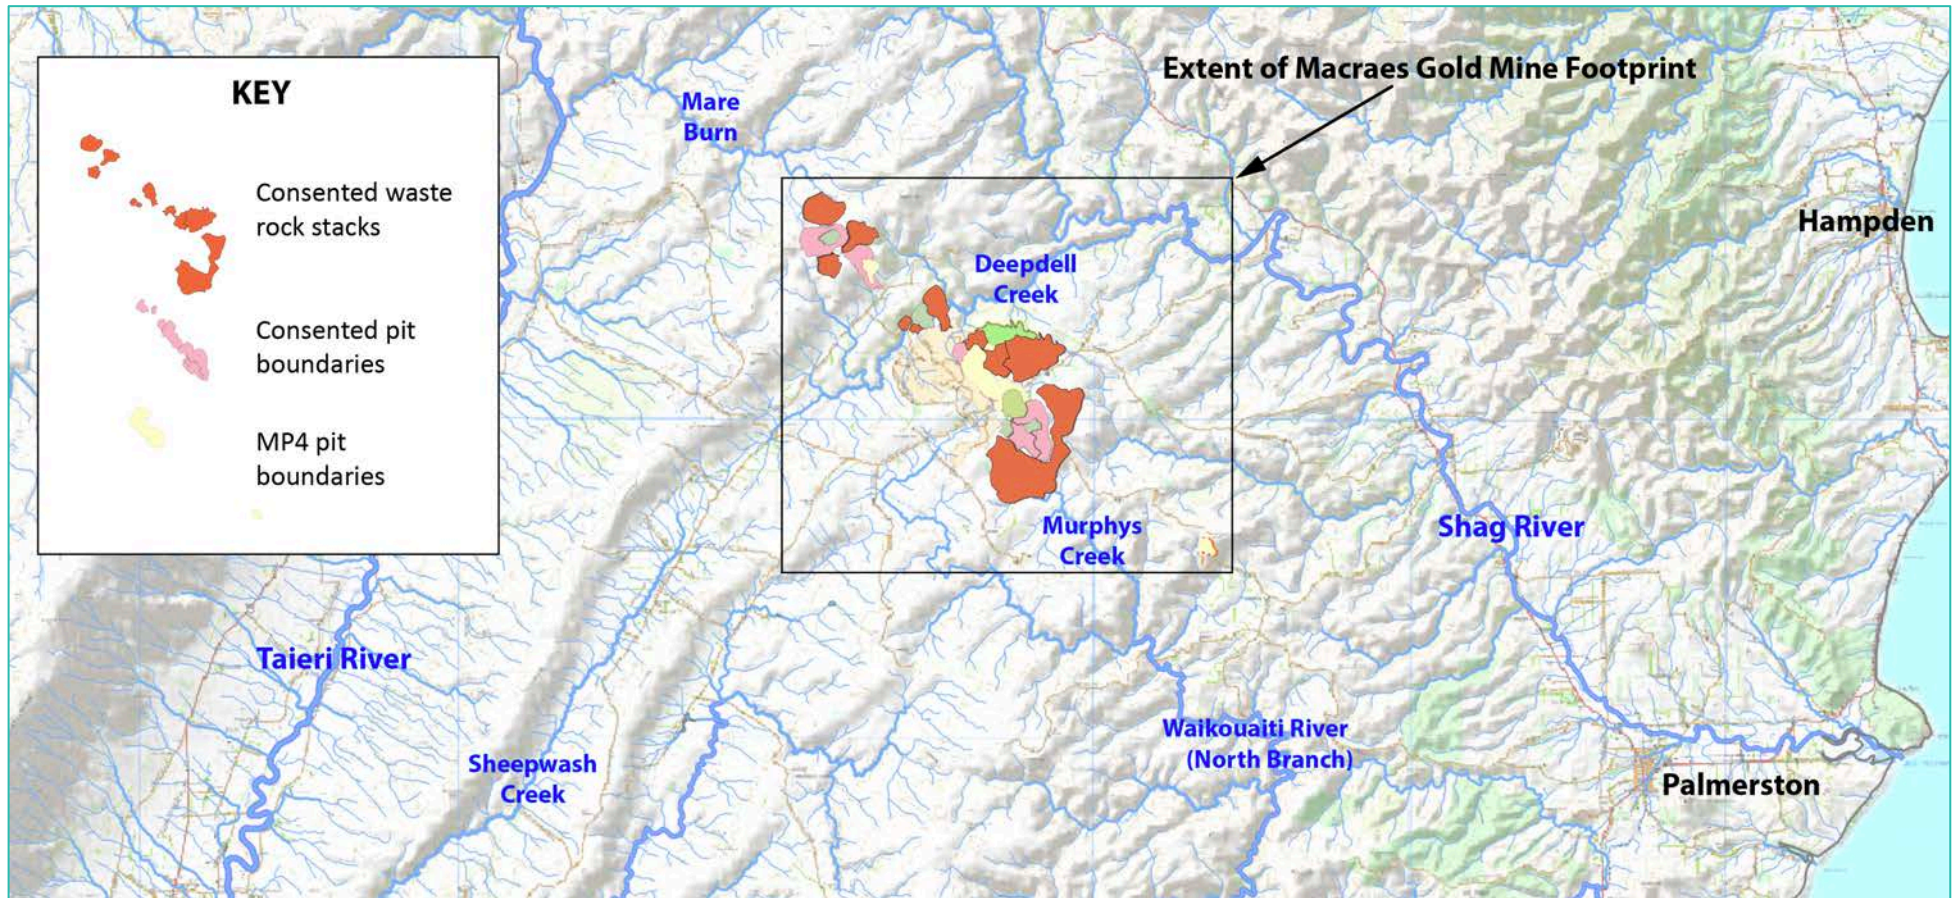 KEY
Consented waste
rock stacks
Consented pit
boundaries
MP4 pit
boundaries
Extent of Macraes Gold Mine Footprint
Mare
Burn
Hampden
Deepdell
Creek
Murphys
Creek
Shag River
Taieri River
Sheepwash
Creek
Waikouaiti River
(North Branch)
Palmerston